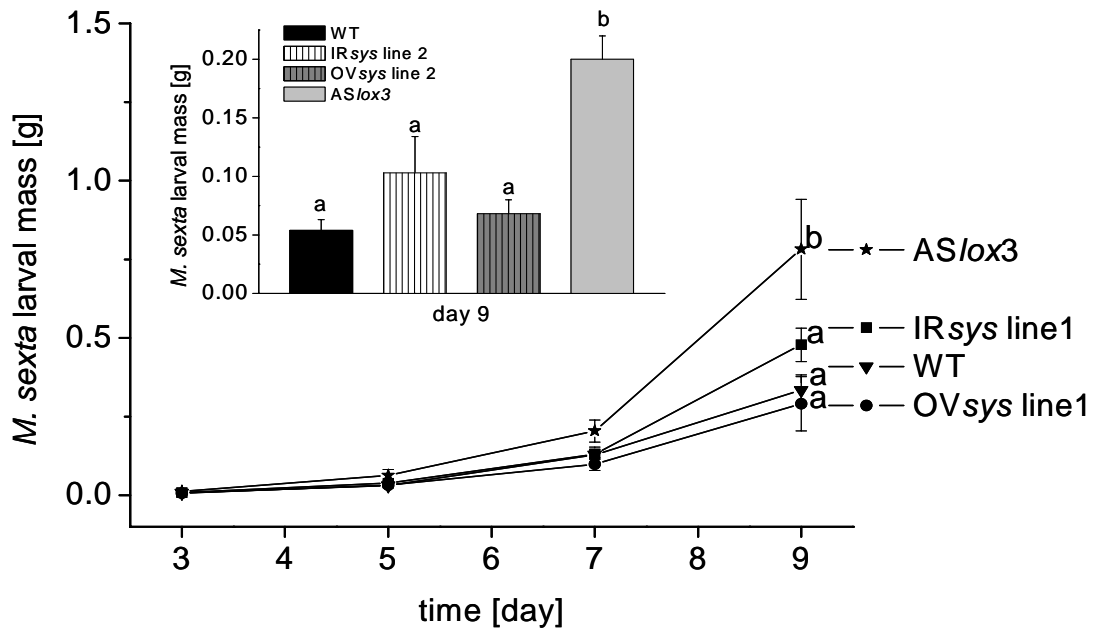 1.5
1.0
0.5
0.0
M. sexta larval mass [g]
3 4 5 6 7 8 9
time [day]
WT
IRsys line 2
OVsys line 2
ASlox3
0.20
0.15
0.10
0.05
0.00
M. sexta larval mass [g]
a
a
a
b
day 9
b
a
a
a
ASlox3
IRsys line1
WT
OVsys line1